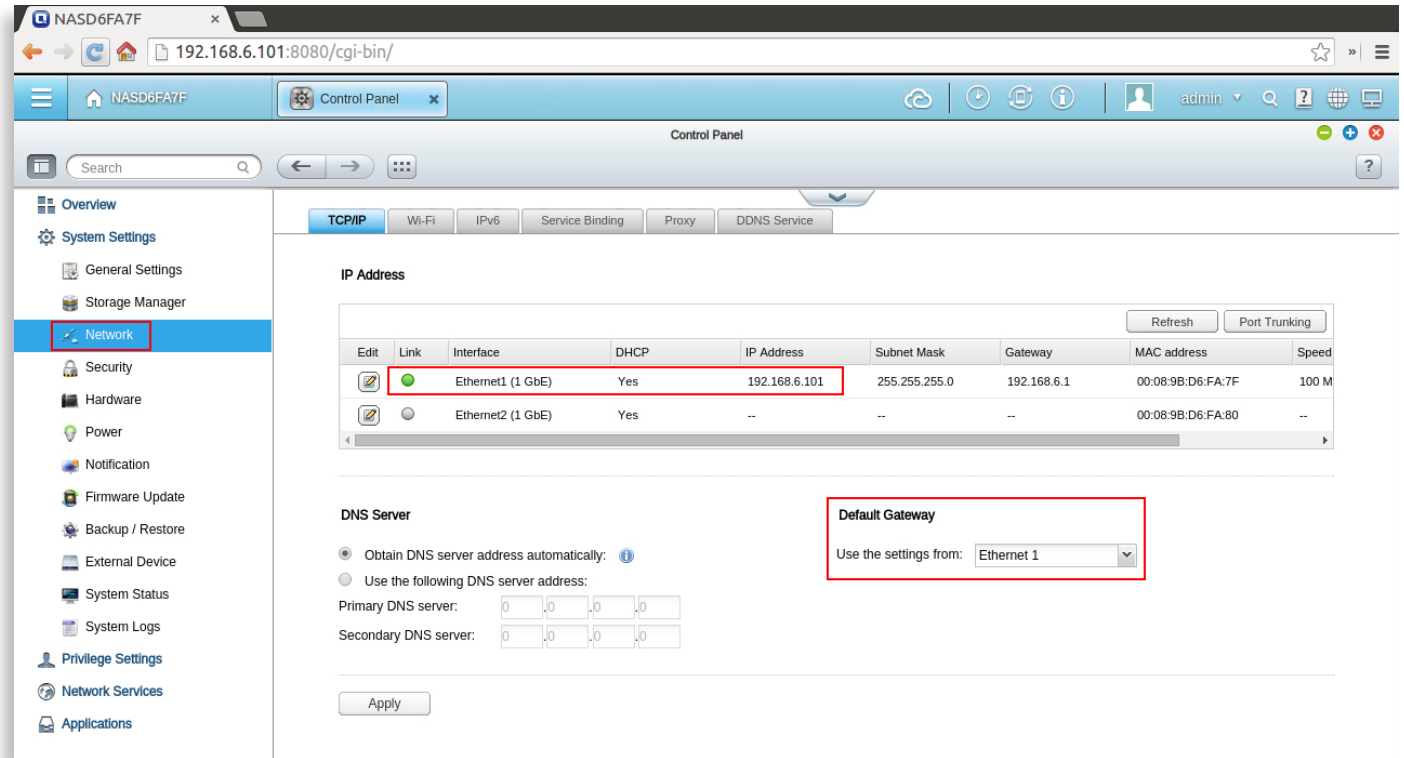 NASD6FA7F
192.168.6.101:8080/cgi-bin/
NASD6FA7F Control Panel admin
Control Panel
Search
Overview
System Settings
General Settings
Storage Manager
Network
Security
Hardware
Power
Notification
Firmware Update
Backup / Restore
External Device
System Status
System Logs
Privilege Settings
Network Services
Applications
TCP/IP Wi-Fi IPv6 Service Binding Proxy DDNS Service
IP Address
Refresh Port Trunking
Edit Link Interface DHCP IP Address Subnet Mask Gateway MAC address Speed
Ethernet1 (1 GbE) Yes 192.168.6.101 255.255.255.0 192.168.6.1 00:08:9B:D6:FA:7F 100 M
Ethernet2 (1 GbE) Yes -- -- -- 00:08:9B:D6:FA:80 --
DNS Server
Obtain DNS server address automatically:
Use the following DNS server address:
Primary DNS server: 0 .0 .0 .0
Secondary DNS server: 0 .0 .0 .0
Default Gateway
Use the settings from: Ethernet 1
Apply